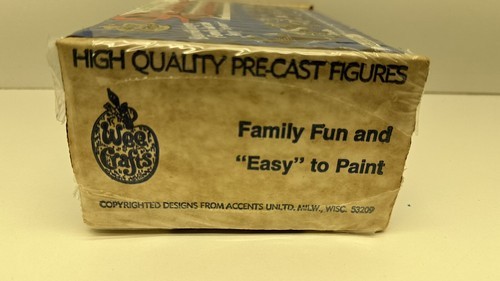 HIGH QUALITY PRE-CAST FIGURES
Wee
Crafts
Family Fun and
"Easy" to Paint
COPYRIGHTED DESIGNS FROM ACCENTS UNLTD, MILW., WISC. 53209